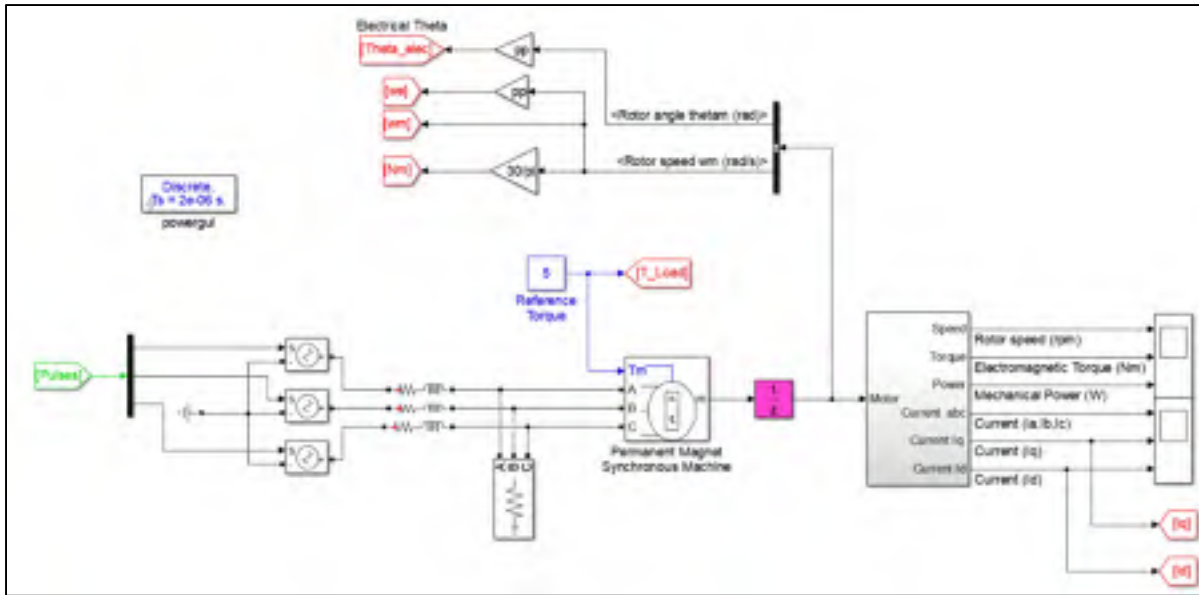 Electrical Theta
[Theta_elec]
pp
[we]
pp
[wm]
<Rotor angle thetam (rad)>
<Rotor speed wm (rad/s)>
[Nm]
30/pi
Discrete,
Ts = 2e-06 s.
powergui
5
[T_Load]
Reference
Torque
[Pulses]
Tm
A
B
C
m
Permanent Magnet
Synchronous Machine
1
z
Motor
Speed
Torque
Power
Current abc
Current Iq
Current Id
Rotor speed (rpm)
Electromagnetic Torque (Nm)
Mechanical Power (W)
Current (Ia,Ib,Ic)
Current (Iq)
Current (Id)
A B C
[Iq]
[Id]